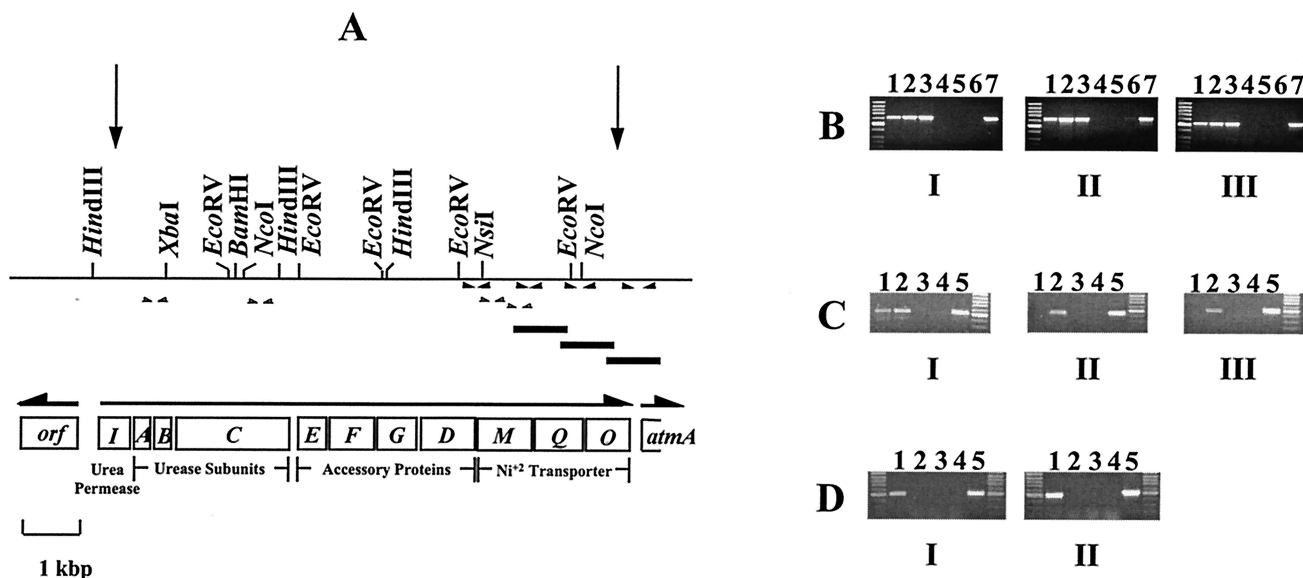 A
HindIII
XbaI
EcoRV
BamHI
NcoI
HindIII
EcoRV
EcoRV
HindIII
EcoRV
NsiI
EcoRV
NcoI
orf I A B C E F G D M Q O atmA
Urea Permease
Urease Subunits
Accessory Proteins
Ni+2 Transporter
1 kbp
B
1234567 1234567 1234567
I II III
C
12345 12345 12345
I II III
D
12345 12345
I II